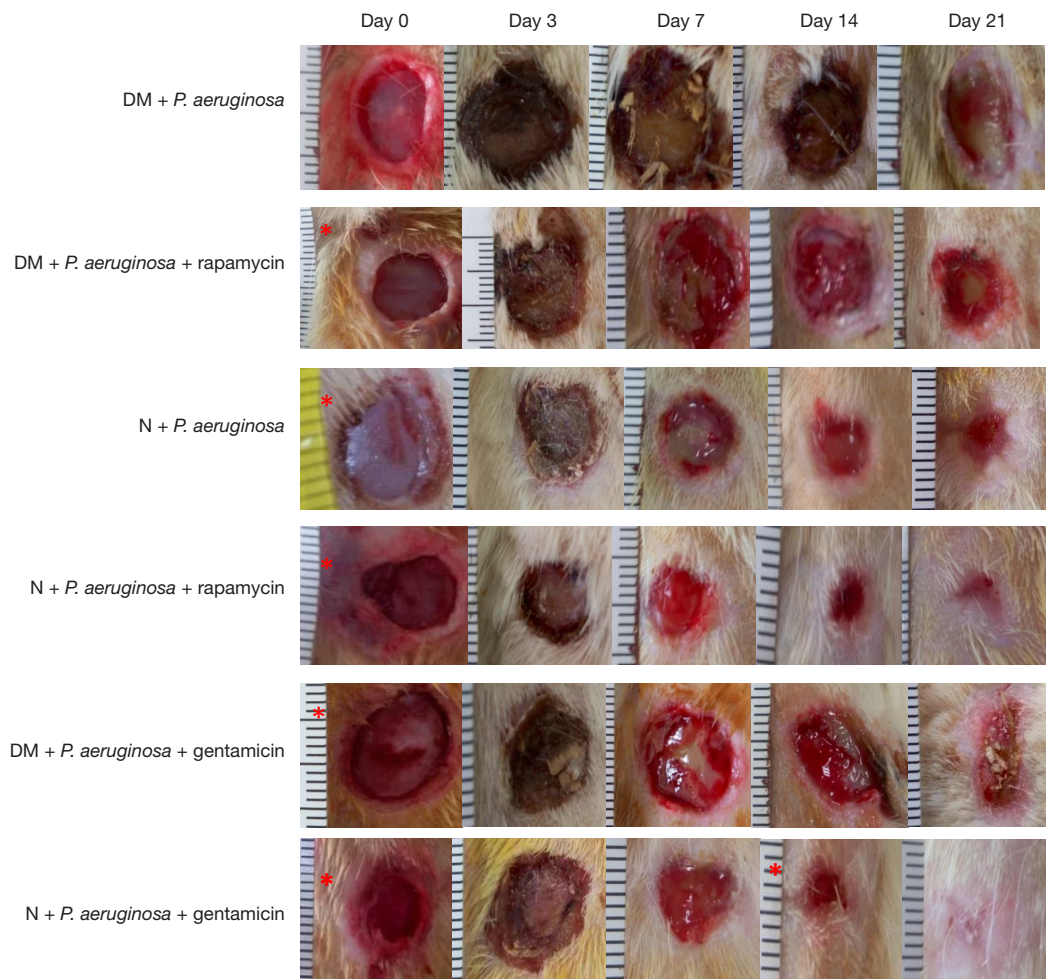 Day 0 Day 3 Day 7 Day 14 Day 21
DM + P. aeruginosa
*
DM + P. aeruginosa + rapamycin
*
N + P. aeruginosa
*
N + P. aeruginosa + rapamycin
*
DM + P. aeruginosa + gentamicin
* *
N + P. aeruginosa + gentamicin